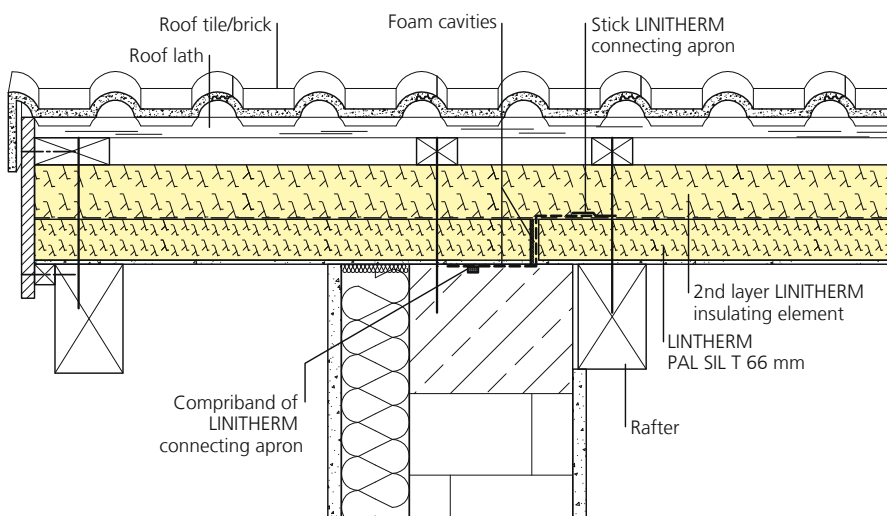 Roof tile/brick
Foam cavities
Stick LINITHERM
connecting apron
Roof lath
2nd layer LINITHERM
insulating element
LINTHERM
PAL SIL T 66 mm
Compriband of
LINITHERM
connecting apron
Rafter